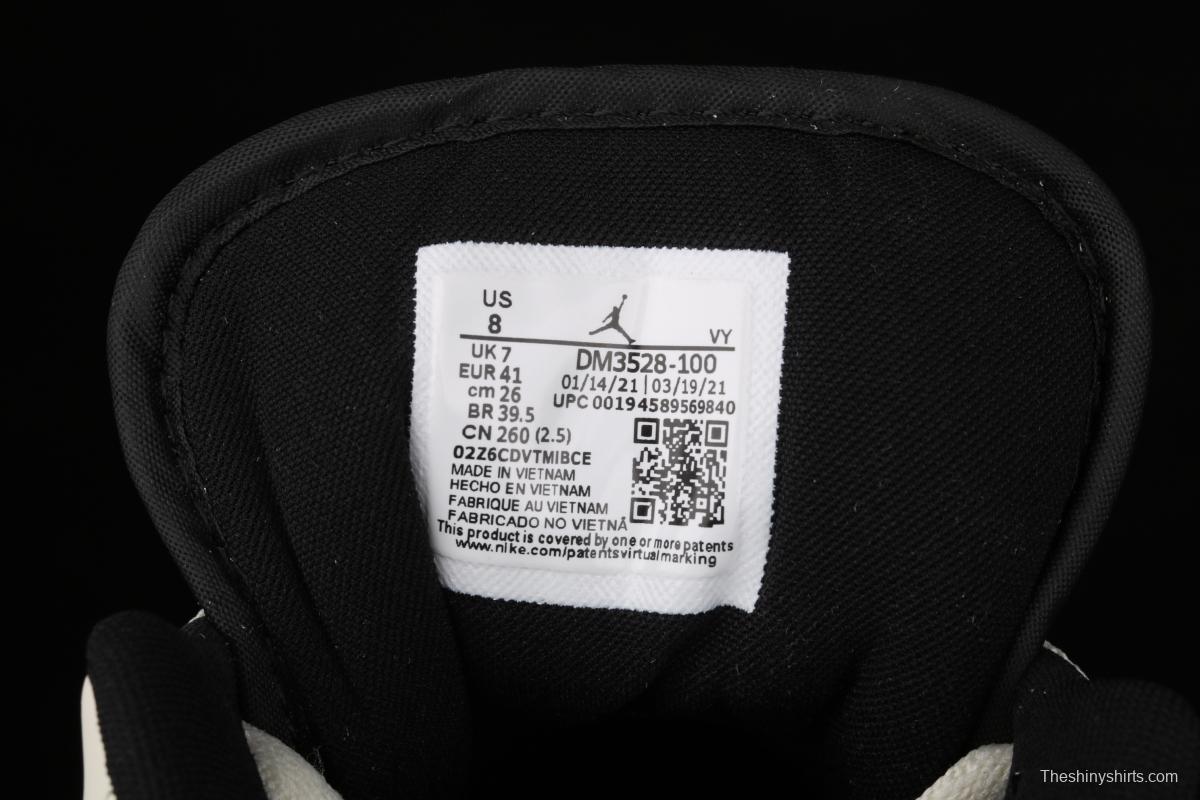 US
8
VY
UK 7
EUR 41
cm 26
BR 39.5
CN 260 (2.5)
DM3528-100
01/14/21 | 03/19/21
UPC 00194589569840
02Z6CDVTMIBCE
MADE IN VIETNAM
HECHO EN VIETNAM
FABRIQUE AU VIETNAM
FABRICADO NO VIETNÃ
This product is covered by one or more patents
www.nike.com/patentsvirtualmarking
Theshinyshirts.com